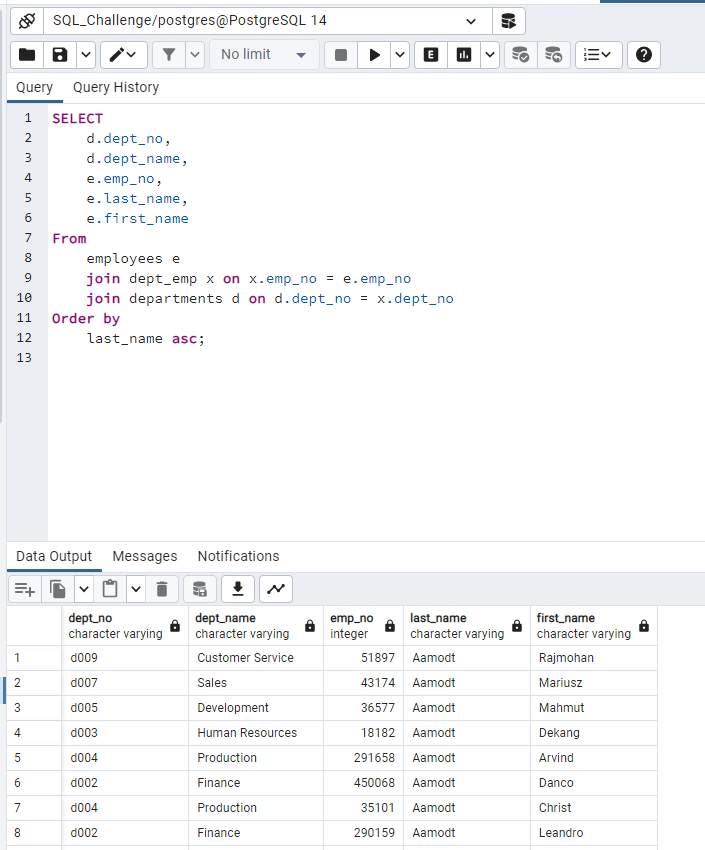 SQL_Challenge/postgres@PostgreSQL 14
No limit
E
Query Query History
1 SELECT
2 d.dept_no,
3 d.dept_name,
4 e.emp_no,
5 e.last_name,
6 e.first_name
7 From
8 employees e
9 join dept_emp x on x.emp_no = e.emp_no
10 join departments d on d.dept_no = x.dept_no
11 Order by
12 last_name asc;
13
Data Output Messages Notifications
dept_no dept_name emp_no last_name first_name
character varying character varying integer character varying character varying
1 d009 Customer Service 51897 Aamodt Rajmohan
2 d007 Sales 43174 Aamodt Mariusz
3 d005 Development 36577 Aamodt Mahmut
4 d003 Human Resources 18182 Aamodt Dekang
5 d004 Production 291658 Aamodt Arvind
6 d002 Finance 450068 Aamodt Danco
7 d004 Production 35101 Aamodt Christ
8 d002 Finance 290159 Aamodt Leandro